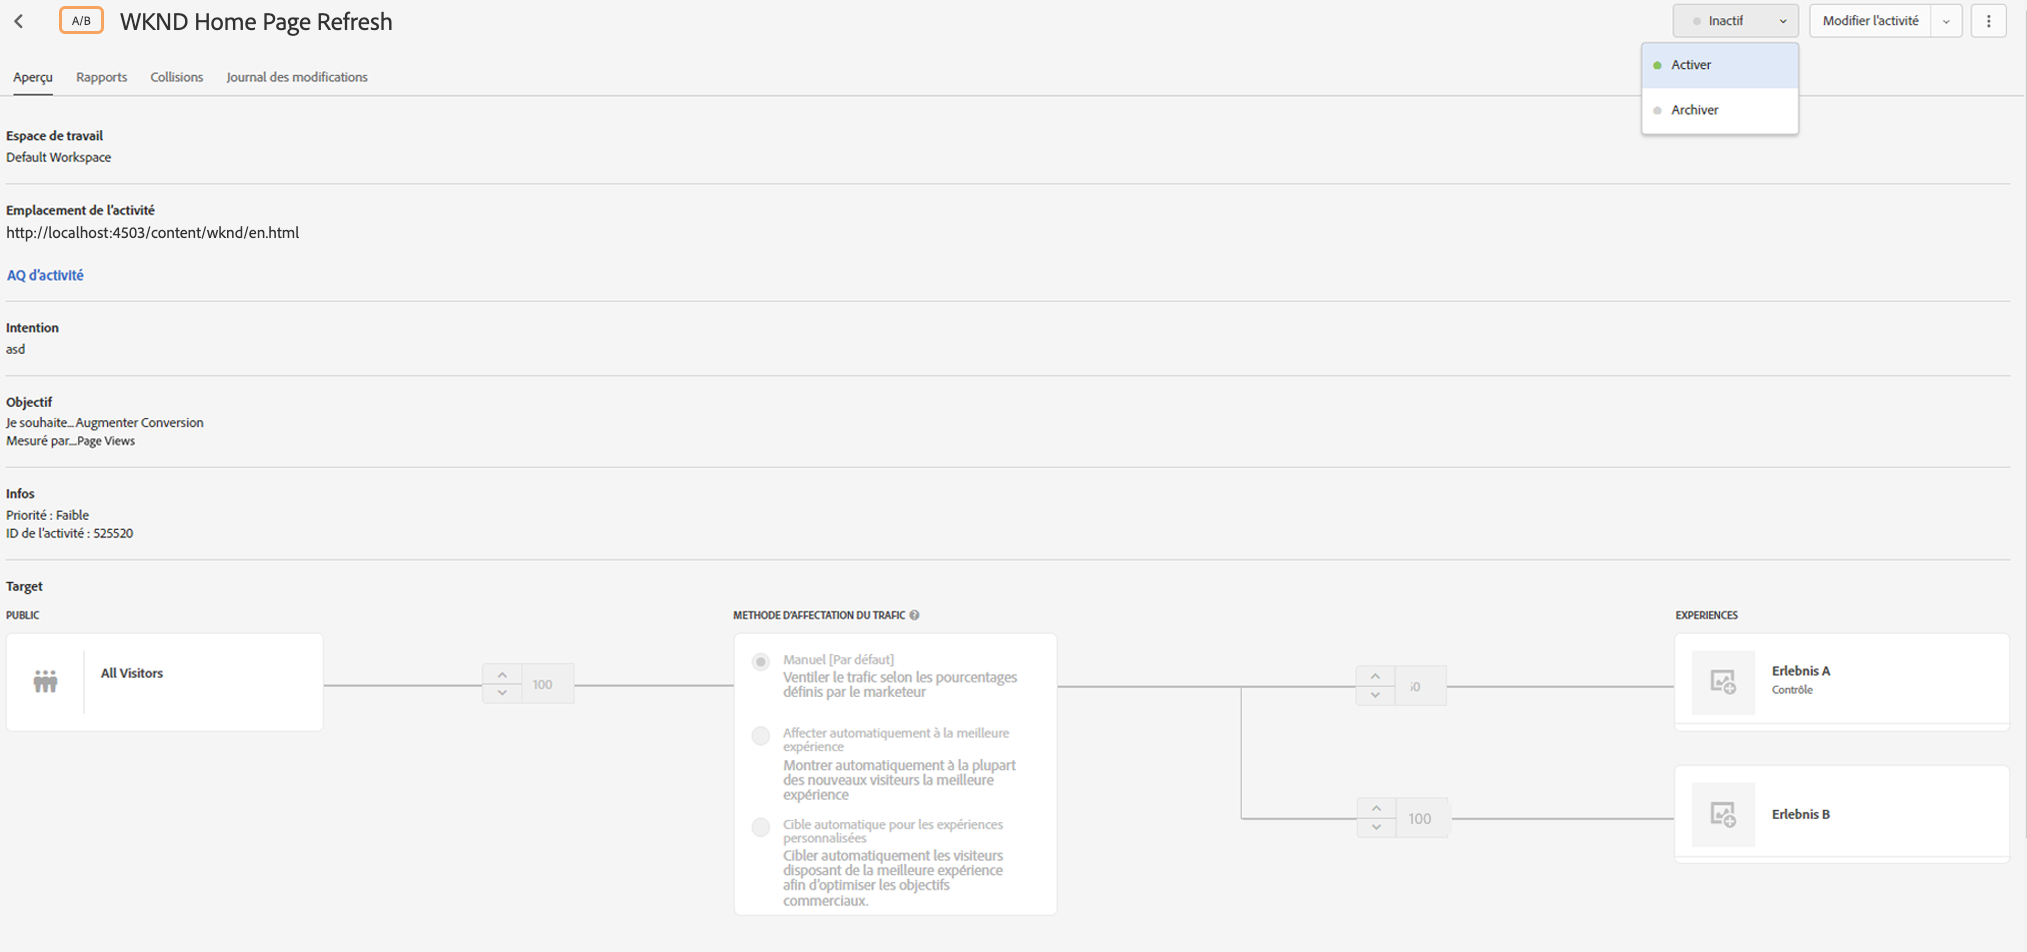 A/B WKND Home Page Refresh
Inactif
Modifier l'activité
Activer
Archiver
Aperçu Rapports Collisions Journal des modifications
Espace de travail
Default Workspace
Emplacement de l'activité
http://localhost:4503/content/wknd/en.html
AQ d'activité
Intention
asd
Objectif
Je souhaite...Augmenter Conversion
Mesuré par...Page Views
Infos
Priorité : Faible
ID de l'activité : 525520
Target
PUBLIC
All Visitors
100
METHODE D'AFFECTATION DU TRAFIC
Manuel [Par défaut]
Ventiler le trafic selon les pourcentages
définis par le marketeur
Affecter automatiquement à la meilleure
expérience
Montrer automatiquement à la plupart
des nouveaux visiteurs la meilleure
expérience
Cible automatique pour les expériences
personnalisées
Cibler automatiquement les visiteurs
disposant de la meilleure expérience
afin d'optimiser les objectifs
commerciaux.
100
EXPERIENCES
Erlebnis A
Contrôle
Erlebnis B